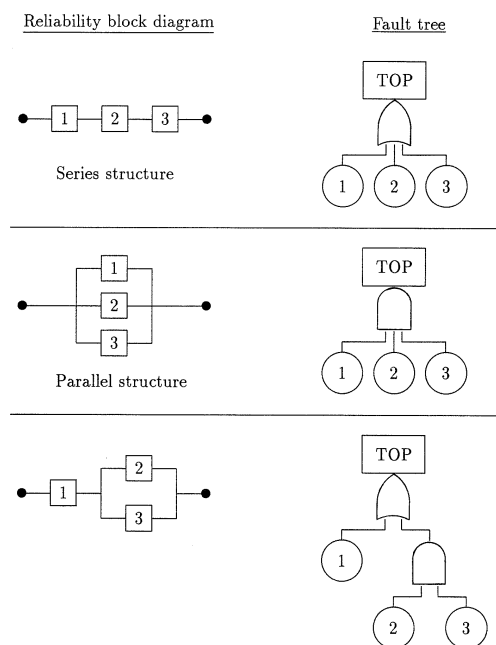 Reliability block diagram
Fault tree
1 2 3
Series structure
TOP
1 2 3
1
2
3
Parallel structure
TOP
1 2 3
1
2
3
TOP
1
2 3